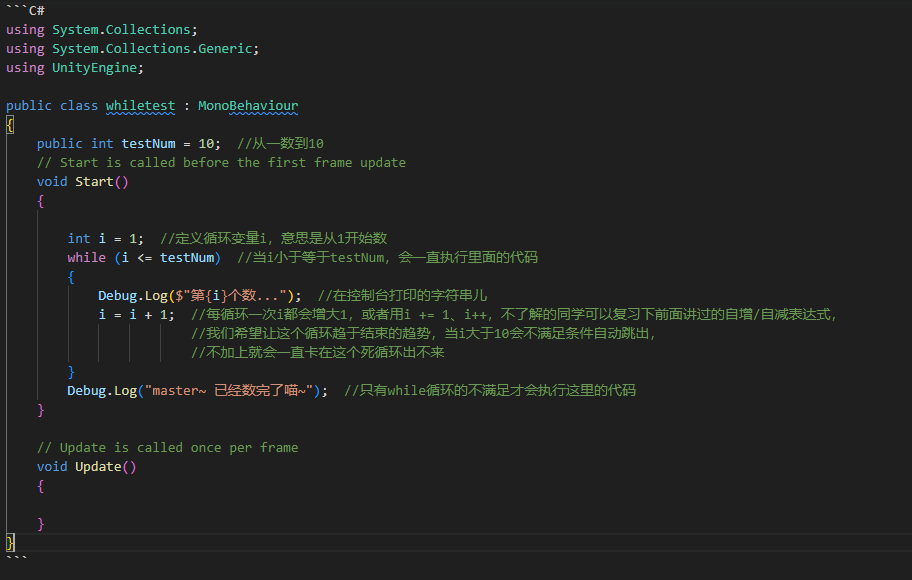 ```C#
using System.Collections;
using System.Collections.Generic;
using UnityEngine;

public class whiletest : MonoBehaviour
{
    public int testNum = 10;  //从一数到10
    // Start is called before the first frame update
    void Start()
    {

        int i = 1;  //定义循环变量i，意思是从1开始数
        while (i <= testNum)  //当i小于等于testNum，会一直执行里面的代码
        {
            Debug.Log($"第{i}个数...");  //在控制台打印的字符串儿
            i = i + 1;  //每循环一次i都会增大1，或者用i += 1、i++，不了解的同学可以复习下前面讲过的自增/自减表达式，
                        //我们希望让这个循环趋于结束的趋势，当i大于10会不满足条件自动跳出，
                        //不加上就会一直卡在这个死循环出不来
        }
        Debug.Log("master~ 已经数完了喵~");  //只有while循环的不满足才会执行这里的代码
    }

    // Update is called once per frame
    void Update()
    {

    }
}
```